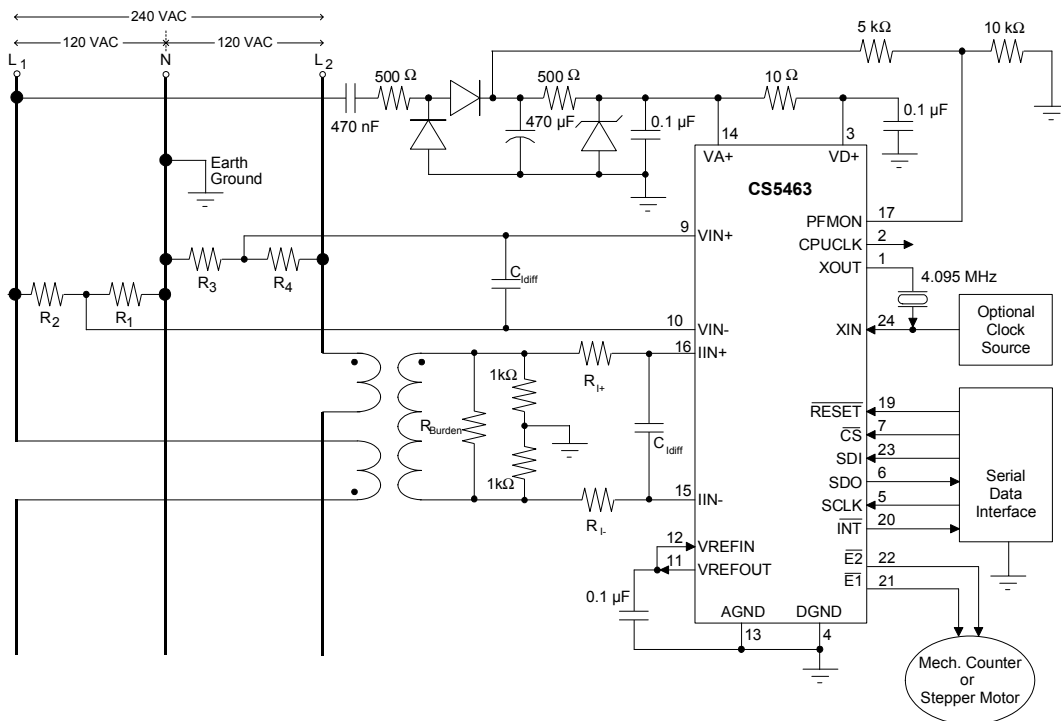 240 VAC
120 VAC
120 VAC
L1
N
L2
5 kΩ
10 kΩ
500 Ω
500 Ω
10 Ω
470 nF
470 µF
0.1 µF
0.1 µF
14
3
VA+
VD+
Earth
Ground
CS5463
PFMON
17
CPUCLK
2
XOUT
1
4.095 MHz
9
VIN+
R3
R4
CIdiff
R2
R1
10
VIN-
XIN
24
Optional
Clock
Source
16
IIN+
RI+
1kΩ
RBurden
CIdiff
1kΩ
15
IIN-
RI-
RESET
19
CS
7
SDI
23
SDO
6
SCLK
5
INT
20
Serial
Data
Interface
12
VREFIN
11
VREFOUT
E2
22
E1
21
0.1 µF
AGND
DGND
13
4
Mech. Counter
or
Stepper Motor